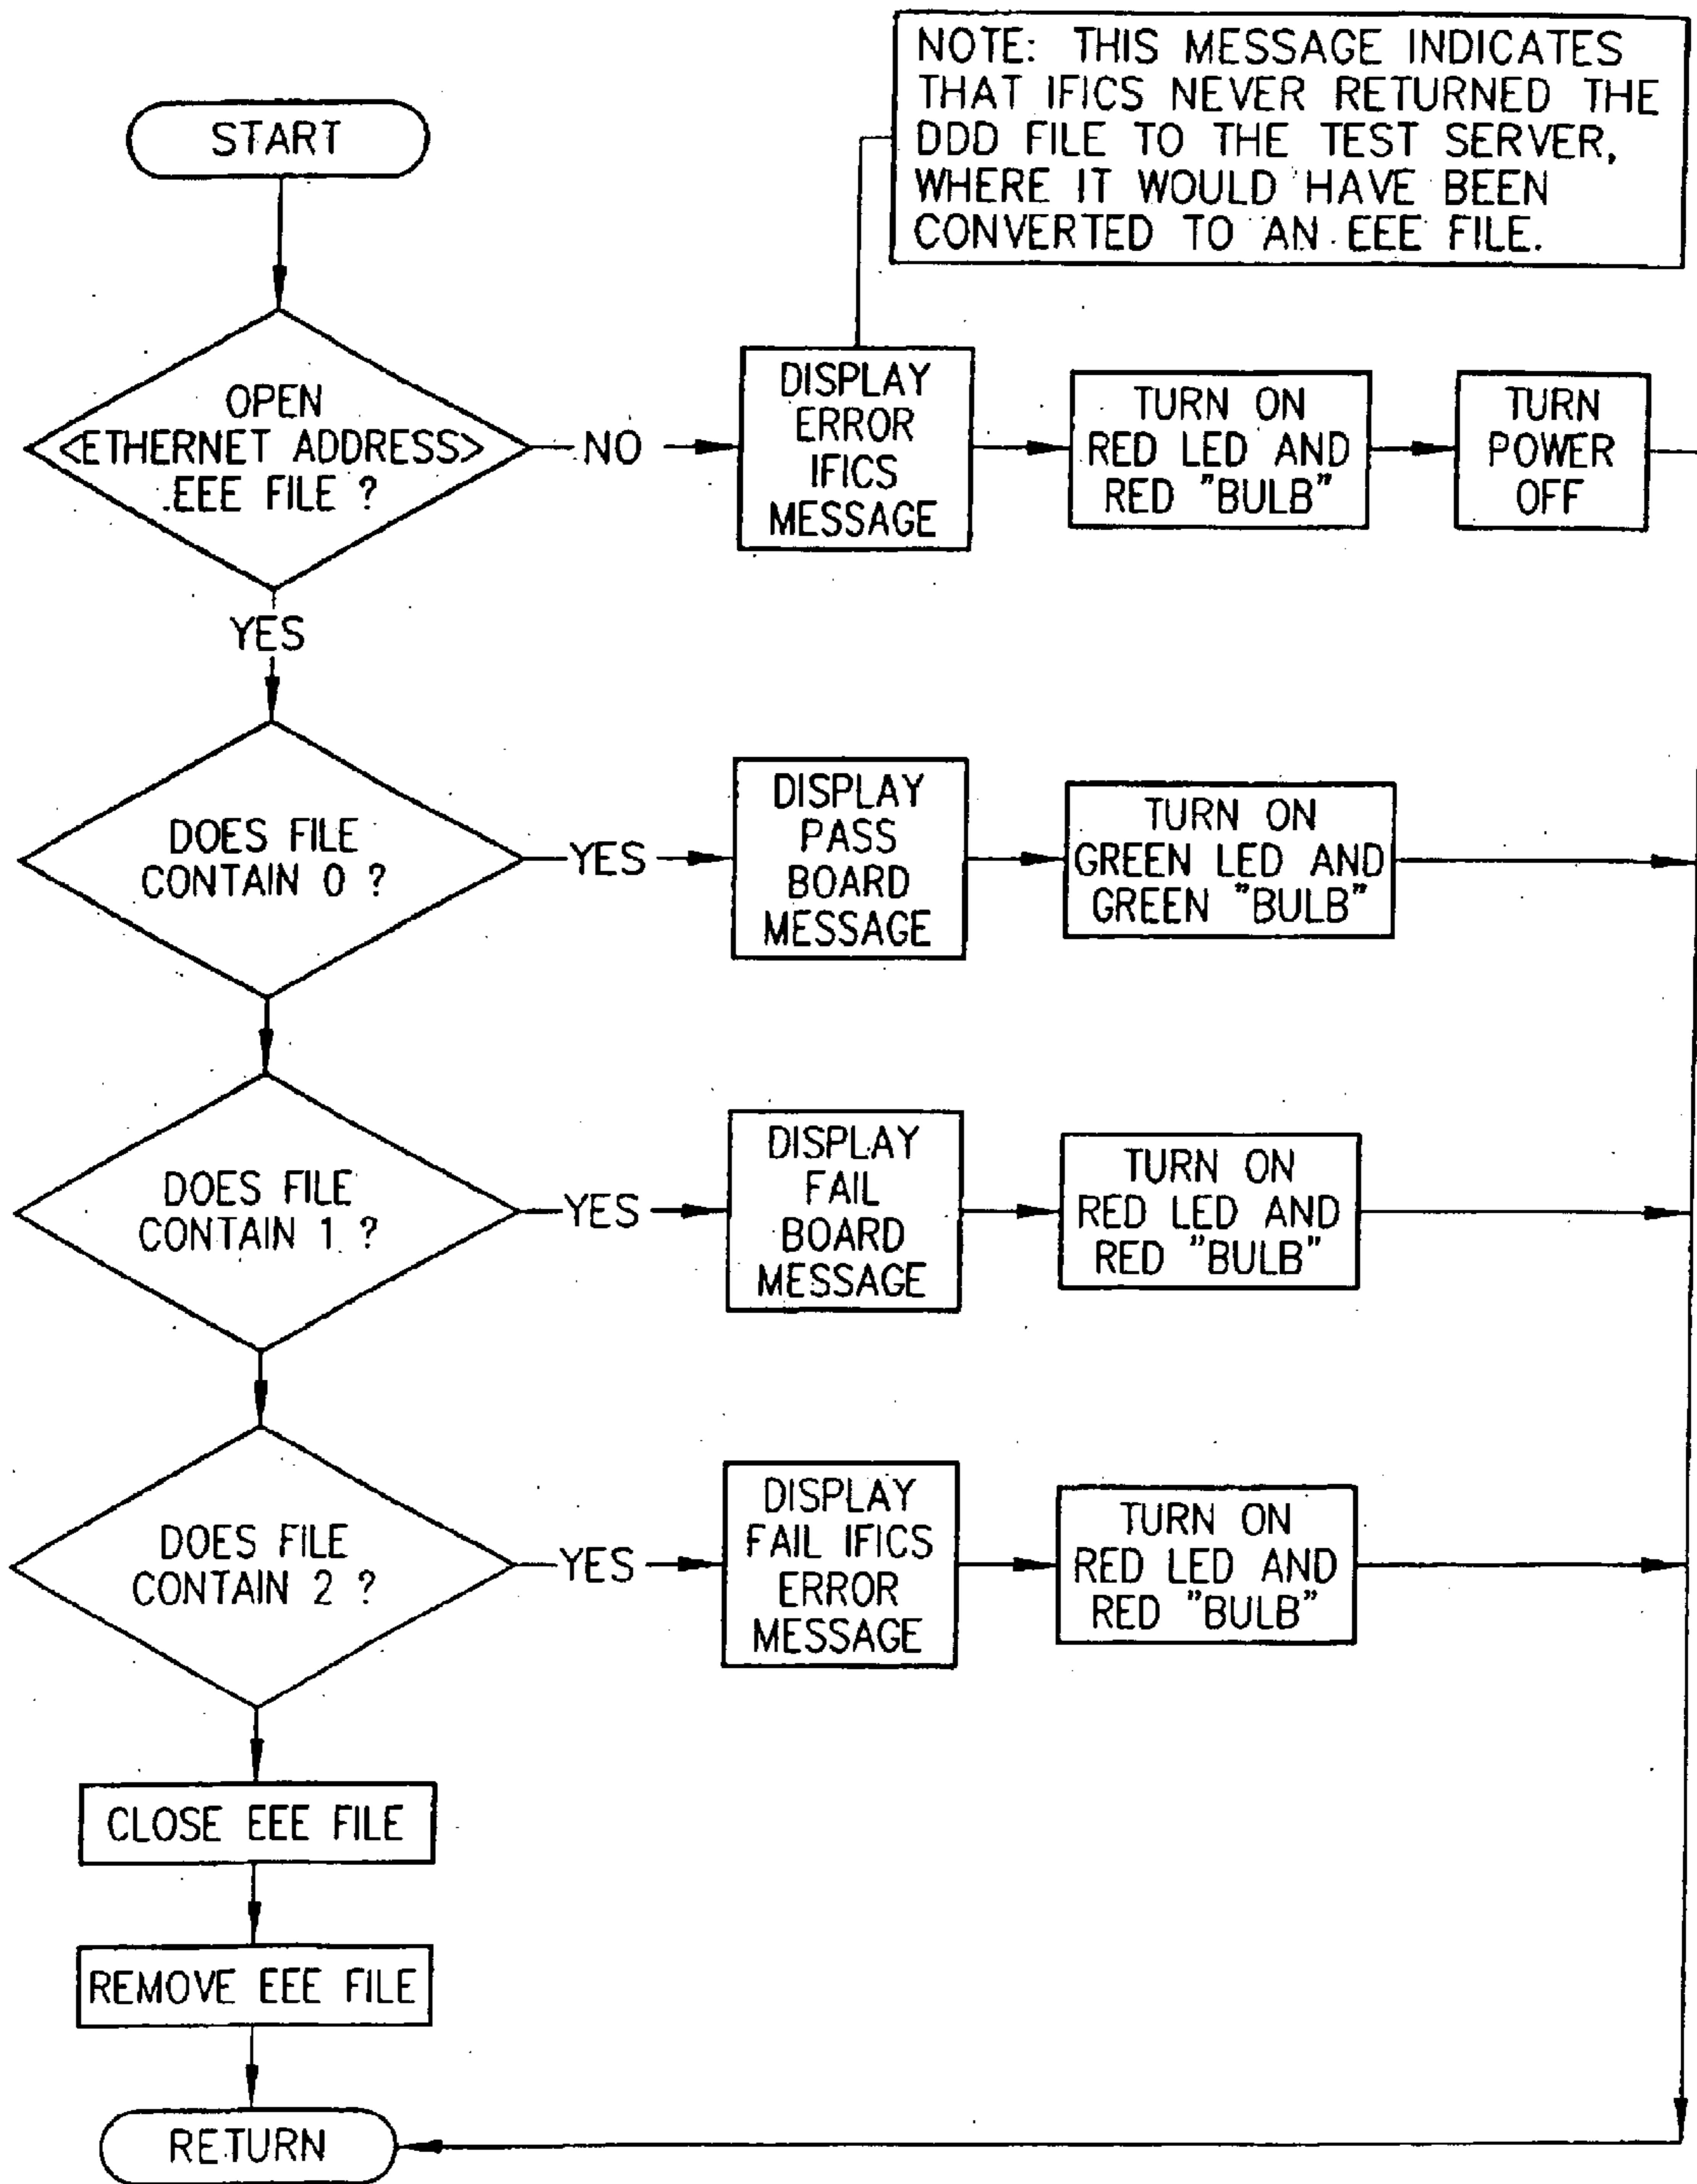 NOTE: THIS MESSAGE INDICATES
THAT IFICS NEVER RETURNED THE
DDD FILE TO THE TEST SERVER,
WHERE IT WOULD HAVE BEEN
CONVERTED TO AN EEE FILE.
START
OPEN
<ETHERNET ADDRESS>
.EEE FILE ?
NO
DISPLAY
ERROR
IFICS
MESSAGE
TURN ON
RED LED AND
RED "BULB"
TURN
POWER
OFF
YES
DOES FILE
CONTAIN 0 ?
YES
DISPLAY
PASS
BOARD
MESSAGE
TURN ON
GREEN LED AND
GREEN "BULB"
DOES FILE
CONTAIN 1 ?
YES
DISPLAY
FAIL
BOARD
MESSAGE
TURN ON
RED LED AND
RED "BULB"
DOES FILE
CONTAIN 2 ?
YES
DISPLAY
FAIL IFICS
ERROR
MESSAGE
TURN ON
RED LED AND
RED "BULB"
CLOSE EEE FILE
REMOVE EEE FILE
RETURN